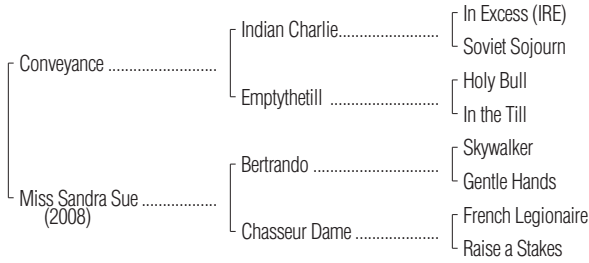 In Excess (IRE)
Indian Charlie..........................
Soviet Sojourn
Conveyance ............................
Holy Bull
Emptythetill ............................
In the Till
Skywalker
Bertrando ................................
Gentle Hands
Miss Sandra Sue ...................
(2008)
French Legionaire
Chasseur Dame .....................
Raise a Stakes